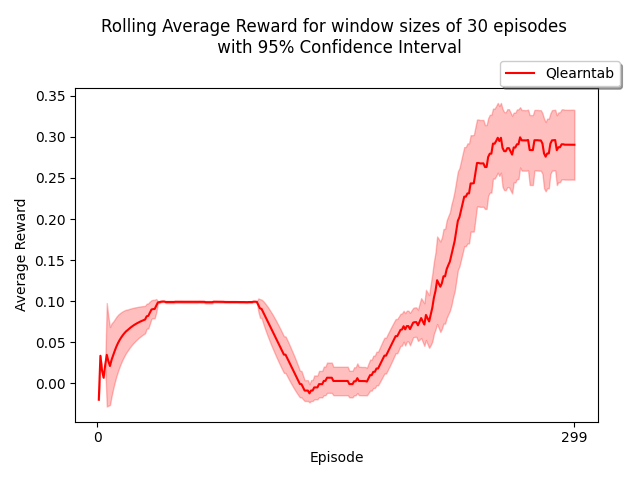 Rolling Average Reward for window sizes of 30 episodes
with 95% Confidence Interval
Qlearntab
0.35
0.30
0.25
0.20
0.15
0.10
0.05
0.00
Average Reward
0
299
Episode